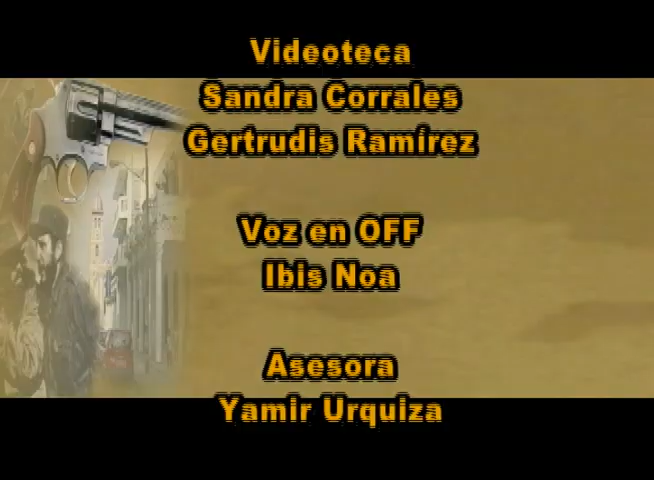 Videoteca
Sandra Corrales
Gertrudis Ramírez
Voz en OFF
Ibis Noa
Asesora
Yamir Urquiza